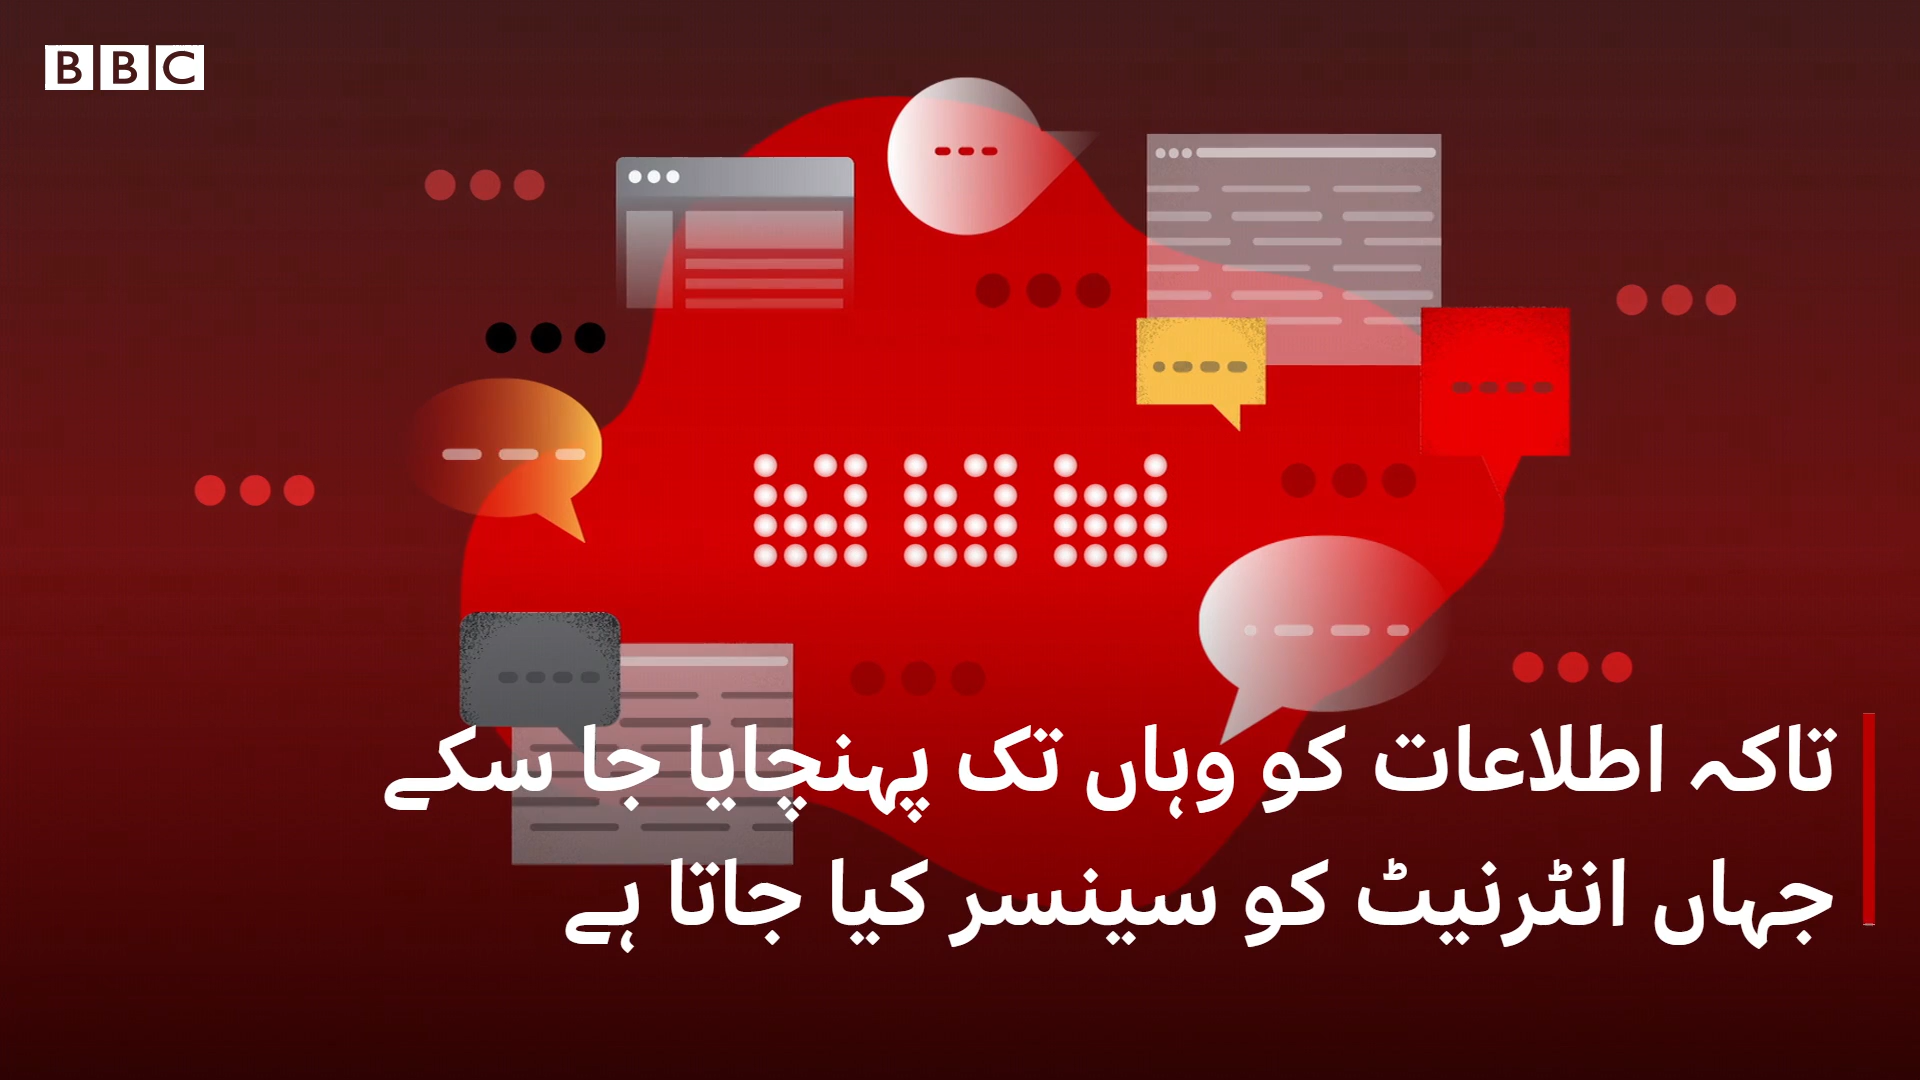 BBC
تاکہ اطلاعات کو وہاں تک پہنچایا جا سکے
جہاں انٹرنیٹ کو سینسر کیا جاتا ہے